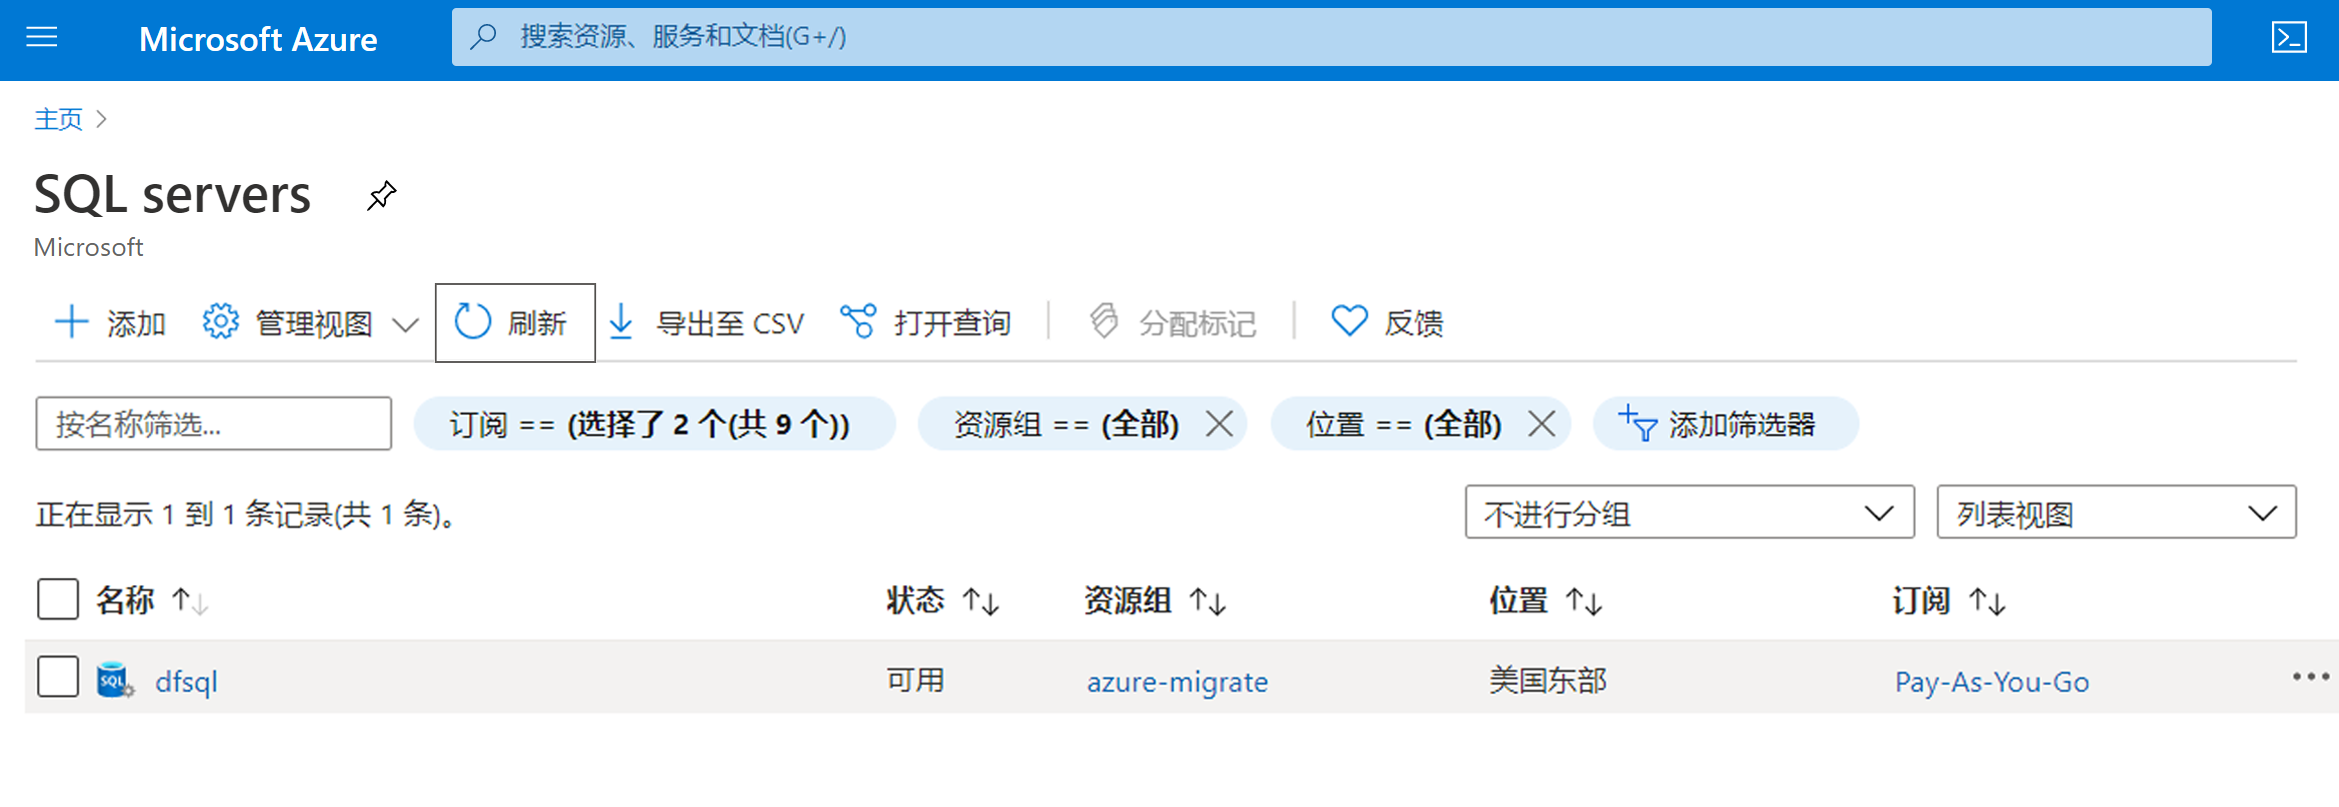 Microsoft Azure
搜索资源、服务和文档(G+/)
主页
SQL servers
Microsoft
添加 管理视图 刷新 导出至 CSV 打开查询 分配标记 反馈
按名称筛选... 订阅 == (选择了 2 个(共 9 个)) 资源组 == (全部) 位置 == (全部) 添加筛选器
正在显示 1 到 1 条记录(共 1 条)。 不进行分组 列表视图
名称 ↑↓ 状态 ↑↓ 资源组 ↑↓ 位置 ↑↓ 订阅 ↑↓
SQL dfsql 可用 azure-migrate 美国东部 Pay-As-You-Go